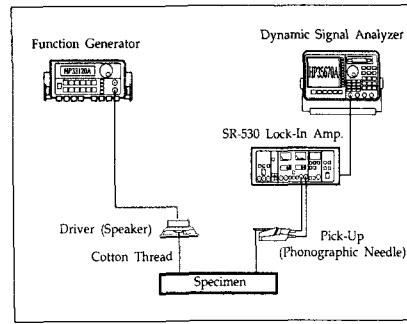 Dynamic Signal Analyzer
Function Generator
HP33120A
HP35670A
SR-530 Lock-In Amp.
Driver (Speaker)
Pick-Up
(Phonographic Needle)
Cotton Thread
Specimen